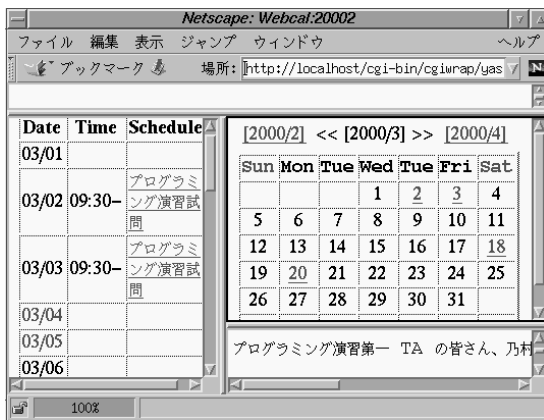 Netscape: Webcal:20002
ファイル 編集 表示 ジャンプ ウィンドウ ヘルプ
ブックマーク 場所: http://localhost/cgi-bin/cgiwrap/yas N
Date Time Schedule
03/01
03/02 09:30- プログラミ
ング演習試
問
03/03 09:30- プログラミ
ング演習試
問
03/04
03/05
03/06
[2000/2] << [2000/3] >> [2000/4]
Sun Mon Tue Wed Tue Fri Sat
1 2 3 4
5 6 7 8 9 10 11
12 13 14 15 16 17 18
19 20 21 22 23 24 25
26 27 28 29 30 31
プログラミング演習第一 TA の皆さん、乃村
100%